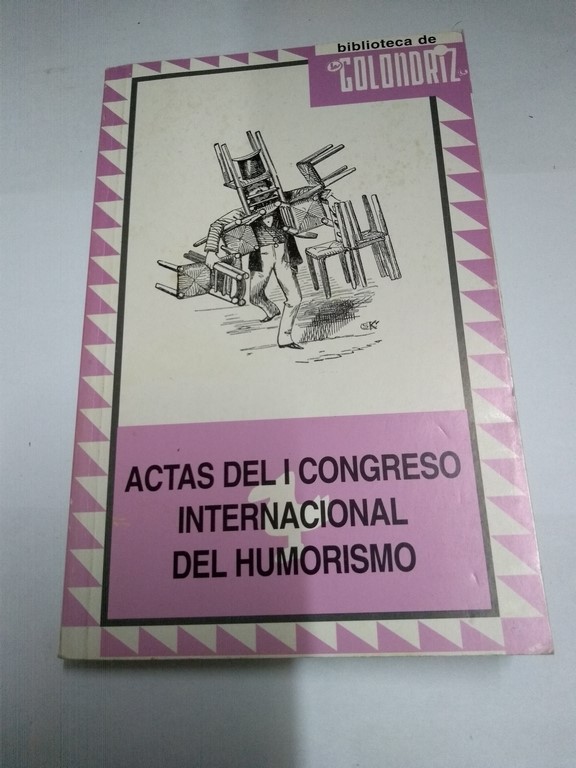 biblioteca de
la GOLONDRIZ
ACTAS DEL I CONGRESO
INTERNACIONAL
DEL HUMORISMO